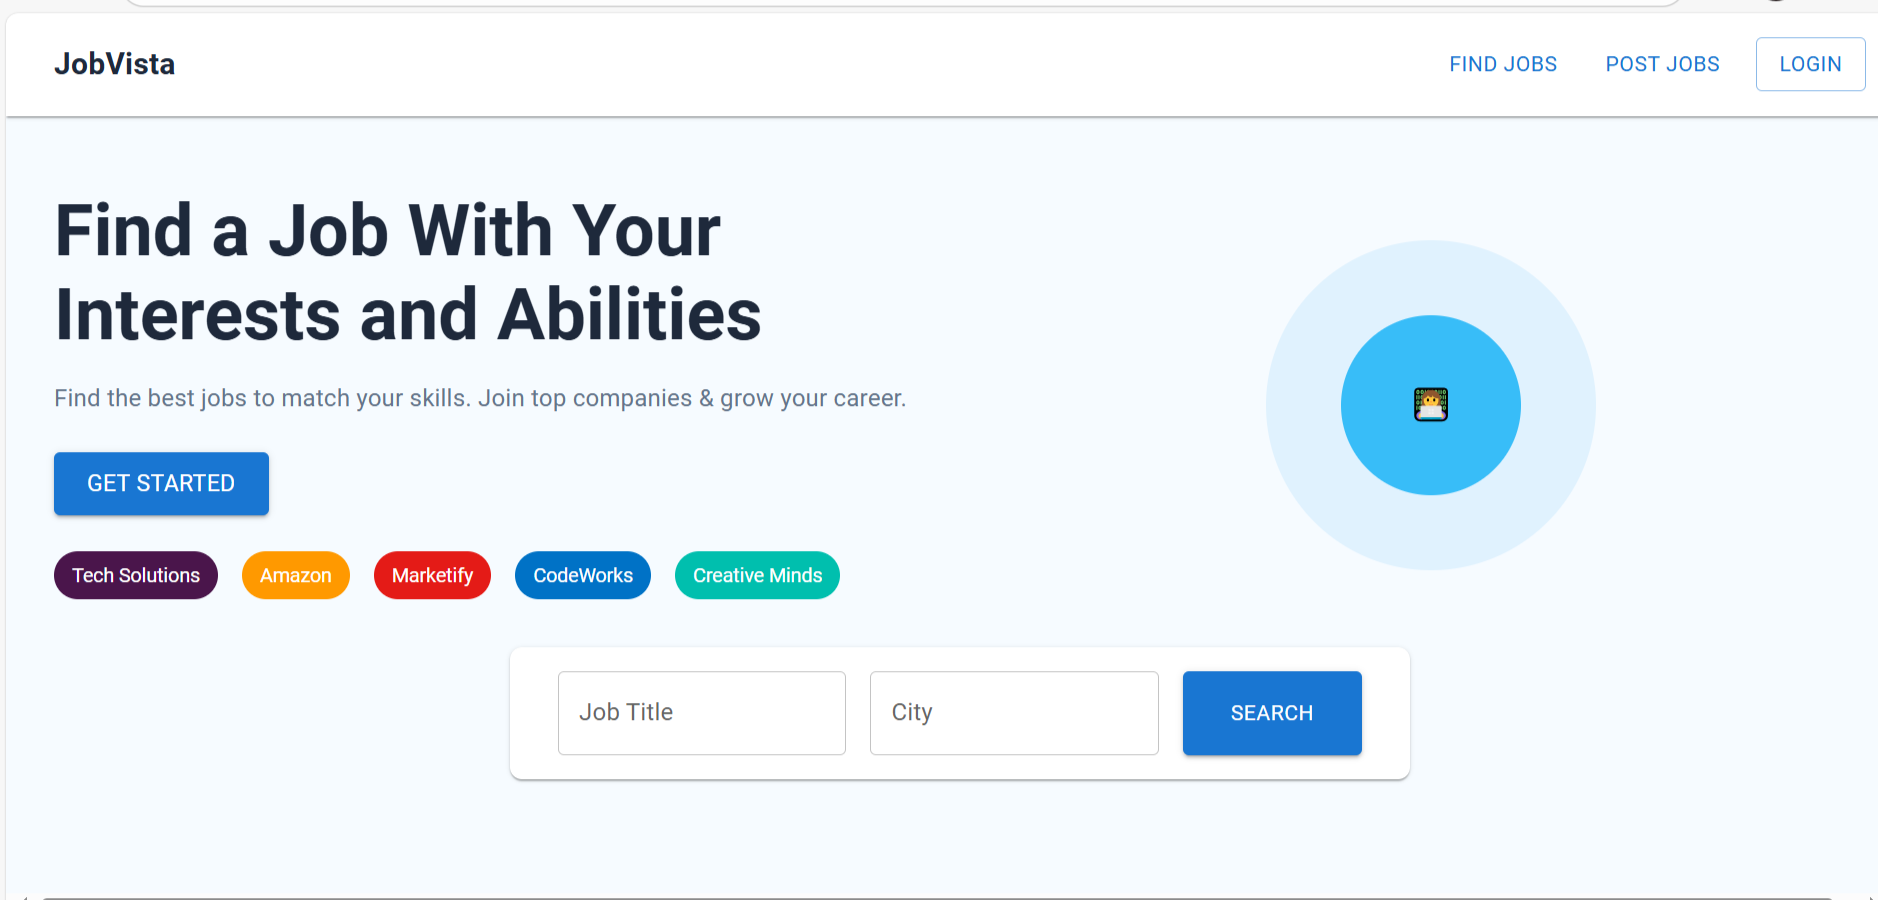 JobVista
FIND JOBS
POST JOBS
LOGIN
Find a Job With Your
Interests and Abilities
Find the best jobs to match your skills. Join top companies & grow your career.
GET STARTED
Tech Solutions
Amazon
Marketify
CodeWorks
Creative Minds
Job Title
City
SEARCH